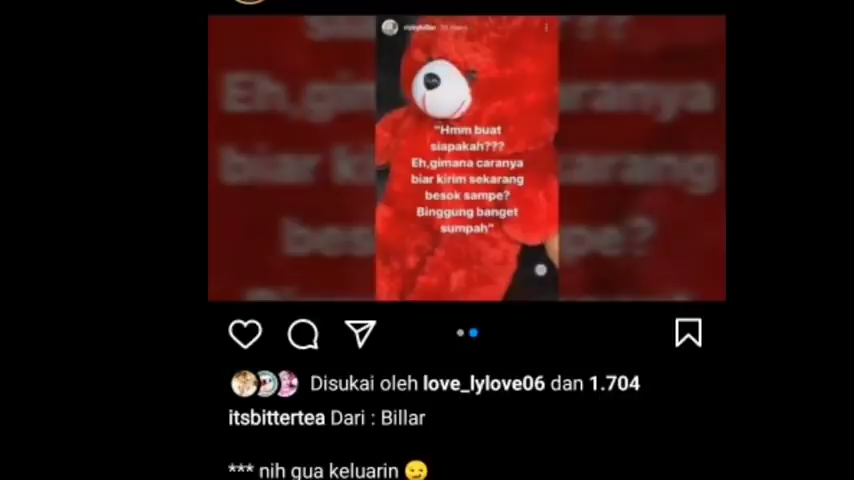 rizkybillar
"Hmm buat
siapakah???
Eh,gimana caranya
biar kirim sekarang
besok sampe?
Binggung banget
sumpah"
Disukai oleh love_lylove06 dan 1.704
itsbittertea Dari : Billar
*** nih gua keluarin 😏